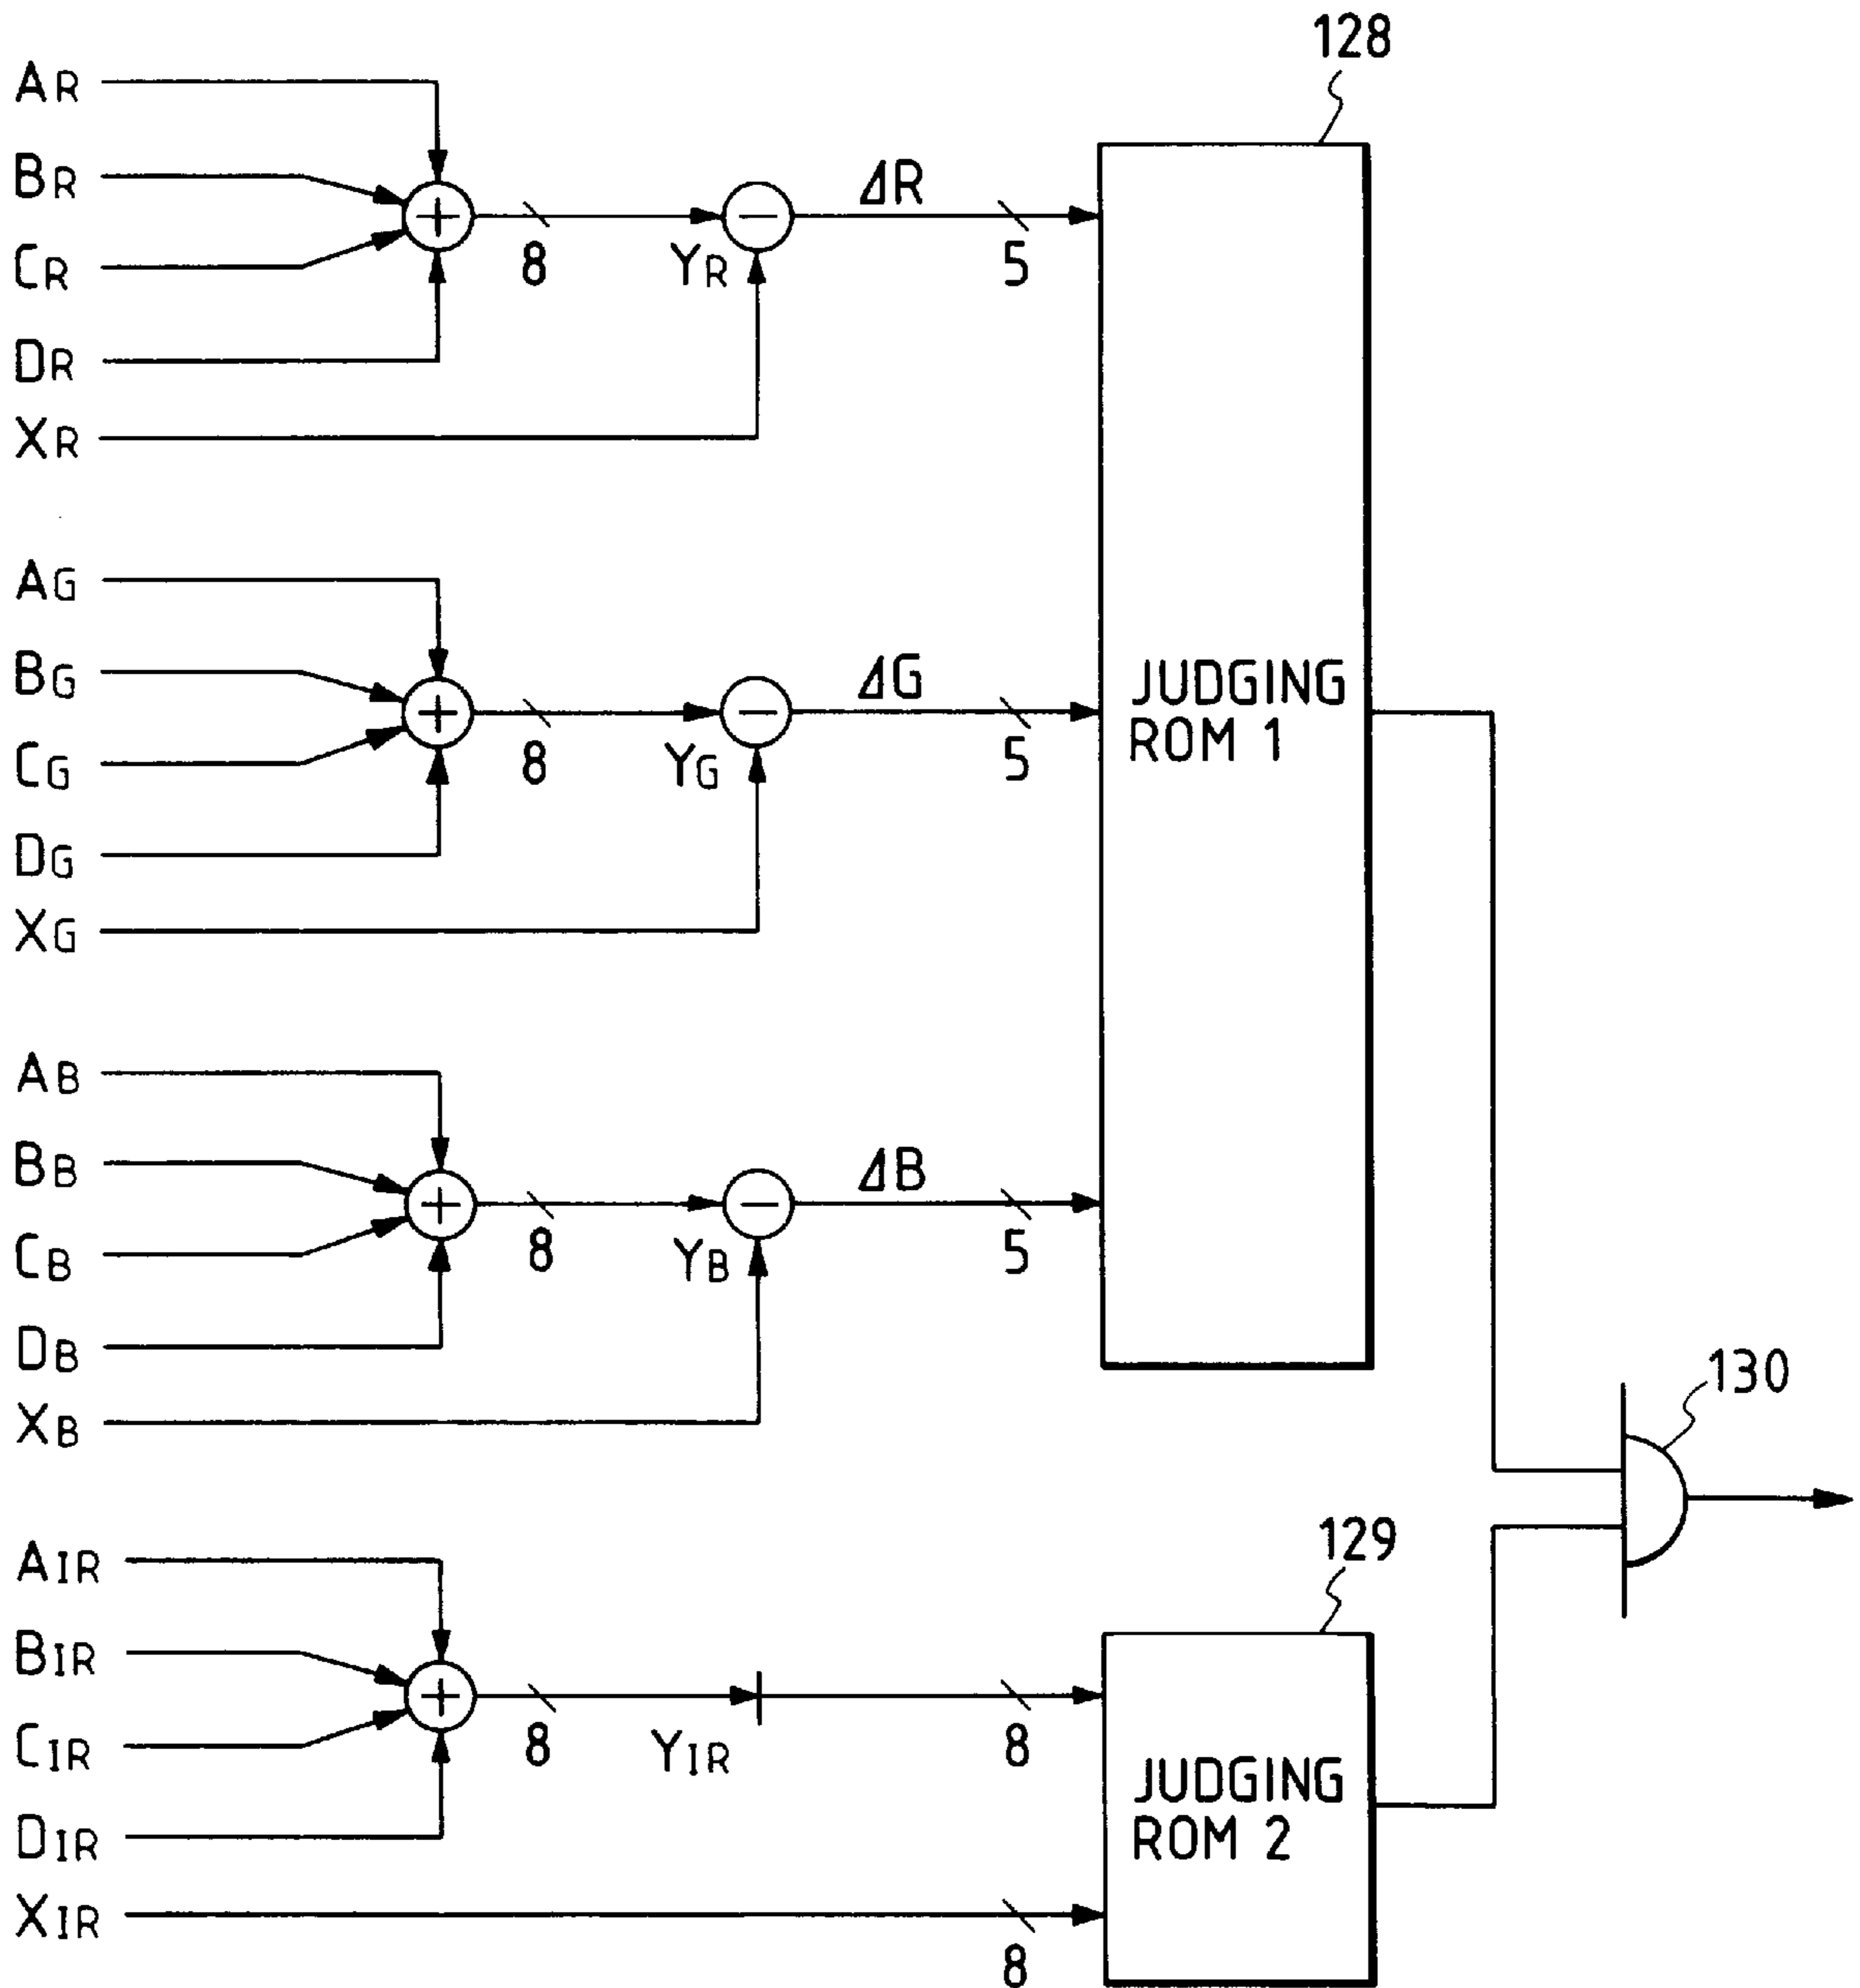 128
AR
BR
ΔR
8
YR
5
CR
DR
XR
AG
BG
ΔG
JUDGING
ROM 1
CG
8
YG
5
DG
XG
AB
BB
ΔB
CB
8
YB
5
DB
XB
130
129
AIR
BIR
CIR
8
YIR
8
JUDGING
ROM 2
DIR
XIR
8